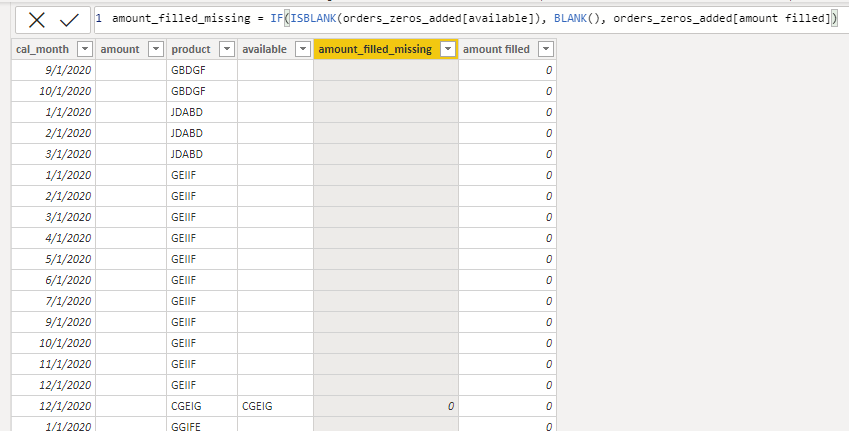 1 amount_filled_missing = IF(ISBLANK(orders_zeros_added[available]), BLANK(), orders_zeros_added[amount filled])
cal_month amount product available amount_filled_missing amount filled
9/1/2020 GBDGF 0
10/1/2020 GBDGF 0
1/1/2020 JDABD 0
2/1/2020 JDABD 0
3/1/2020 JDABD 0
1/1/2020 GEIIF 0
2/1/2020 GEIIF 0
3/1/2020 GEIIF 0
4/1/2020 GEIIF 0
5/1/2020 GEIIF 0
6/1/2020 GEIIF 0
7/1/2020 GEIIF 0
9/1/2020 GEIIF 0
10/1/2020 GEIIF 0
11/1/2020 GEIIF 0
12/1/2020 GEIIF 0
12/1/2020 CGEIG CGEIG 0 0
1/1/2020 GGIFE 0